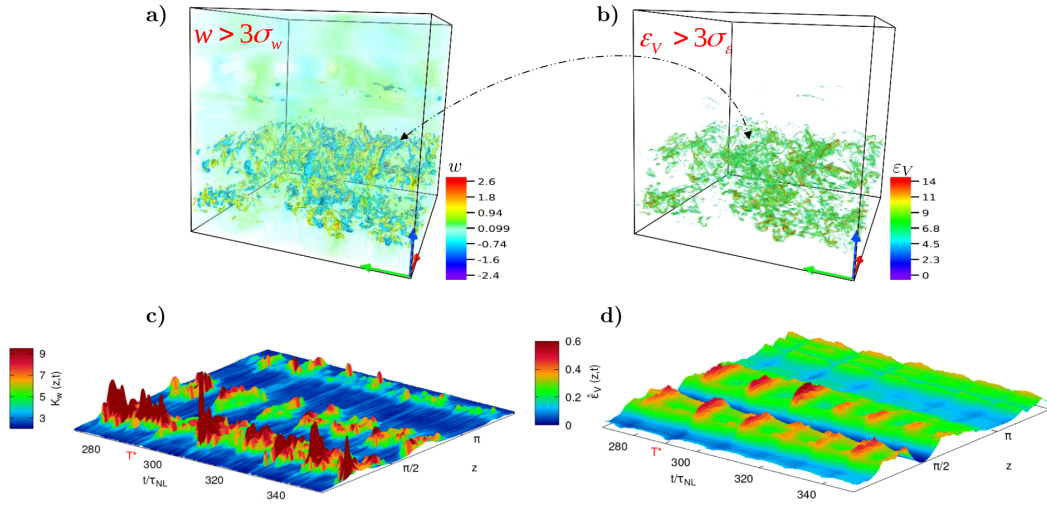 a)
w > 3σ_w
w
2.6
1.8
0.94
0.099
-0.74
-1.6
-2.4
b)
ε_V > 3σ_ε
ε_V
14
11
9.0
6.8
4.5
2.3
0
c)
9
7
5
3
K_w (z,t)
280
T*
300
t/τ_NL
320
340
π/2
z
π
d)
0.6
0.4
0.2
0
ε̄_V (z,t)
280
T*
300
t/τ_NL
320
340
π/2
z
π